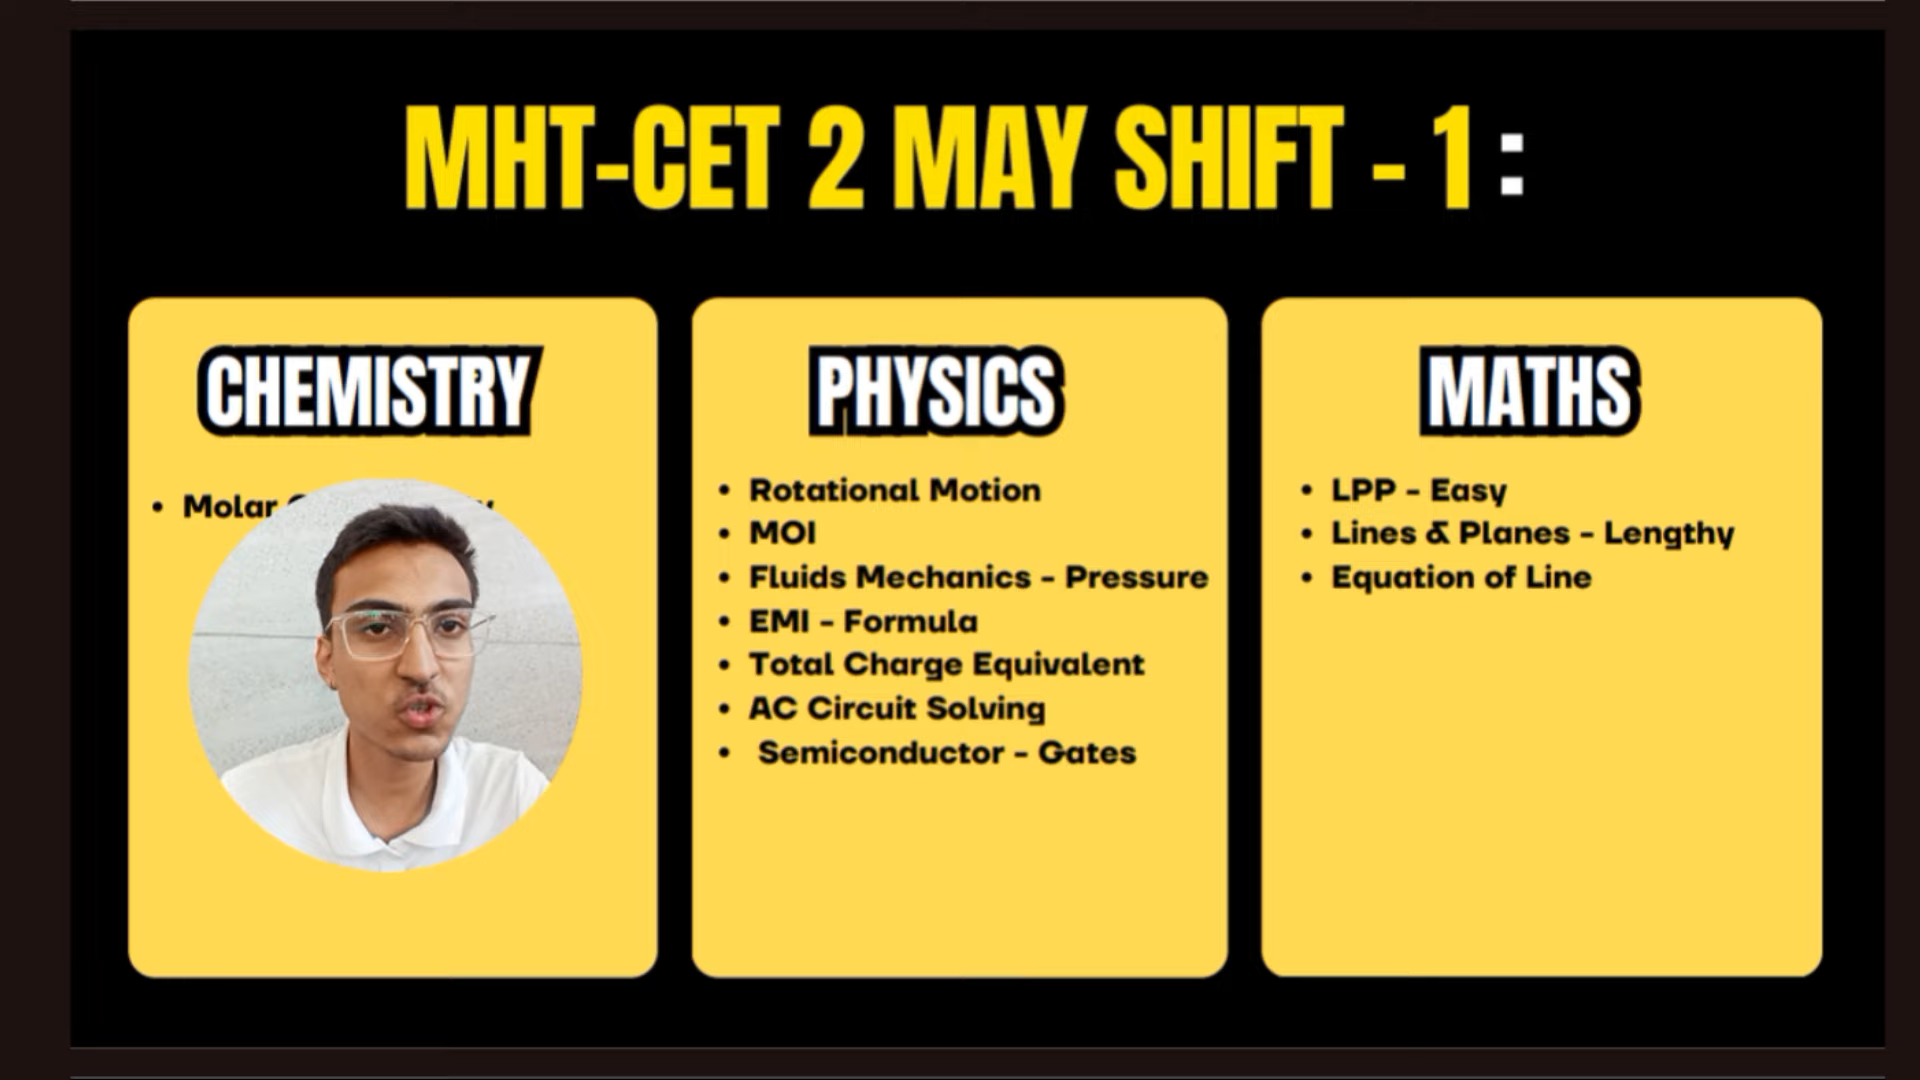 MHT-CET 2 MAY SHIFT - 1 :
CHEMISTRY
• Molar
PHYSICS
• Rotational Motion
• MOI
• Fluids Mechanics - Pressure
• EMI - Formula
• Total Charge Equivalent
• AC Circuit Solving
• Semiconductor - Gates
MATHS
• LPP - Easy
• Lines & Planes - Lengthy
• Equation of Line